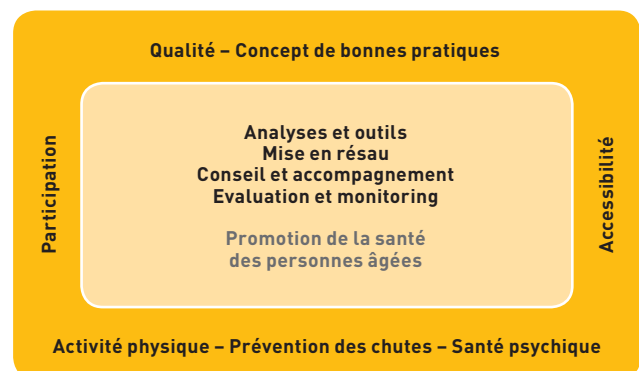 Qualité – Concept de bonnes pratiques
Participation
Analyses et outils
Mise en résau
Conseil et accompagnement
Evaluation et monitoring
Promotion de la santé
des personnes âgées
Accessibilité
Activité physique – Prévention des chutes – Santé psychique